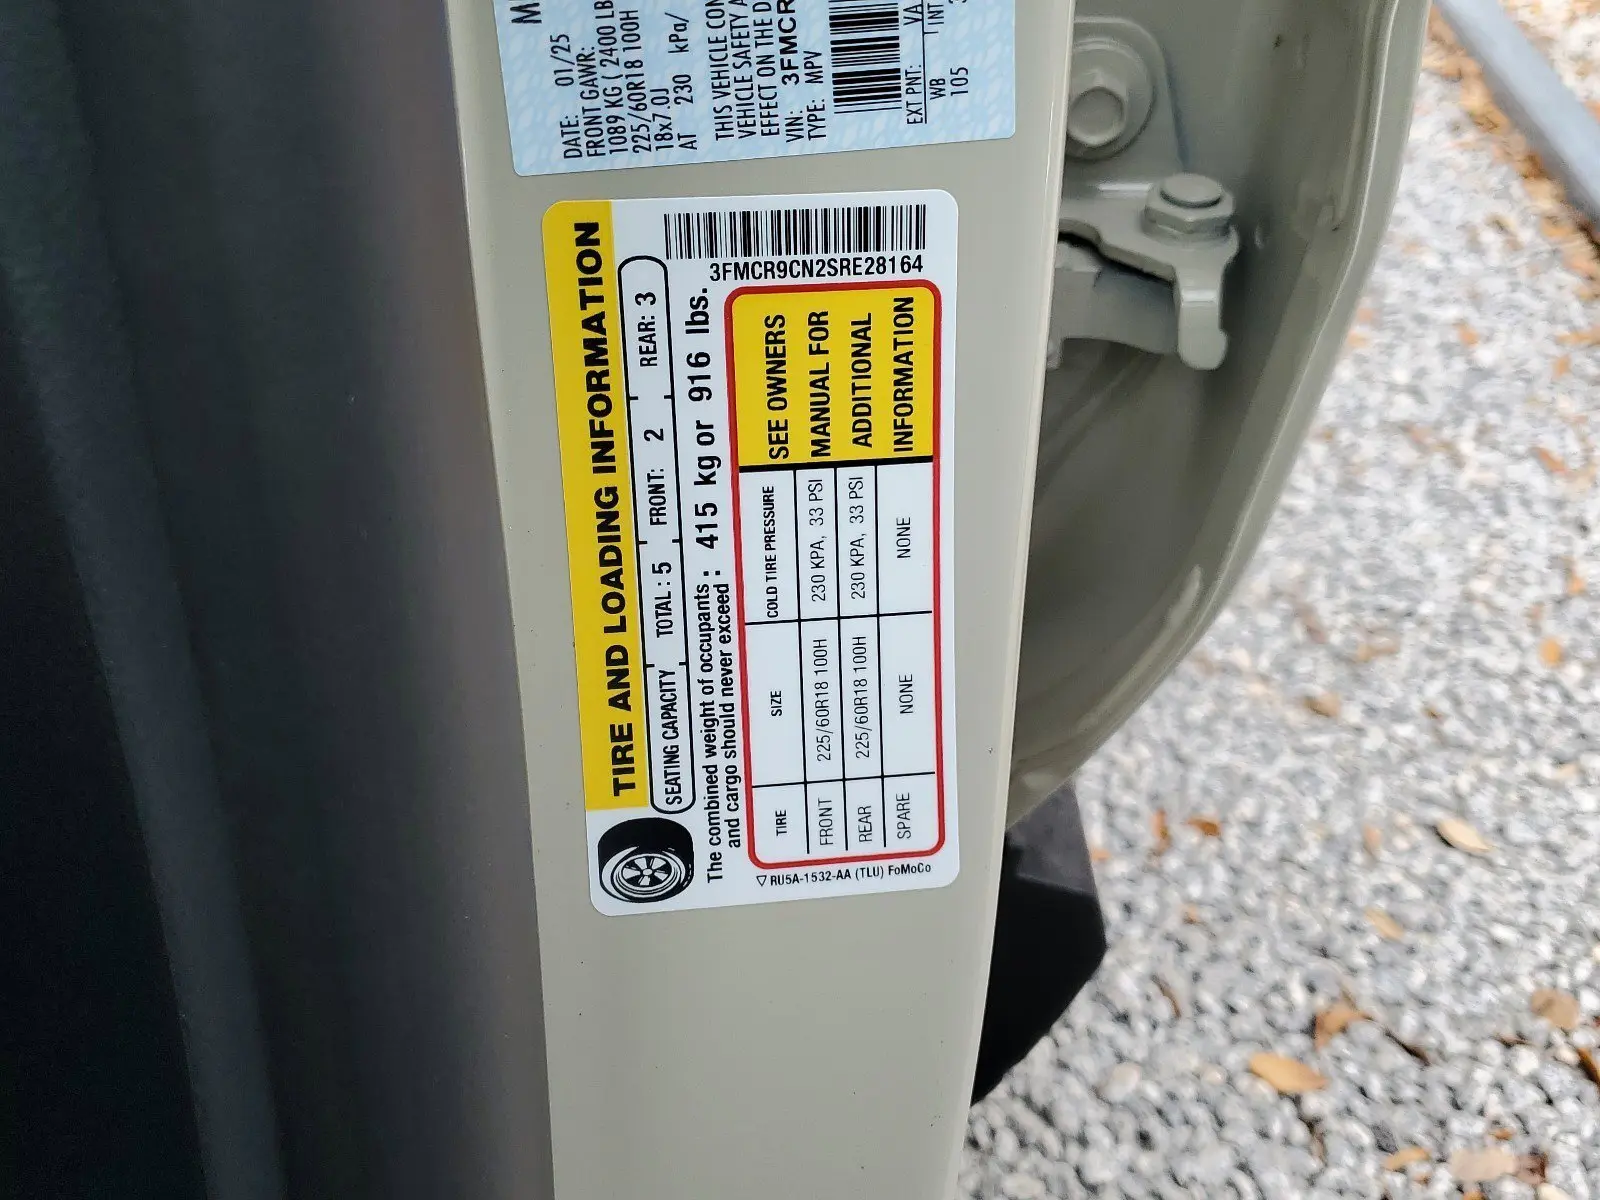 DATE: 01/25
FRONT GAWR:
1089 KG ( 2400 LB
225/60R18 100H
18x7.0J
AT 230 kPa/
THIS VEHICLE CON
VEHICLE SAFETY A
EFFECT ON THE D
VIN: 3FMCR
TYPE: MPV
EXT PNT: VA
WB INT
105
TIRE AND LOADING INFORMATION
SEATING CAPACITY TOTAL : 5 FRONT: 2 REAR: 3
The combined weight of occupants
and cargo should never exceed : 415 kg or 916 lbs.
3FMCR9CN2SRE28164
TIRE SIZE COLD TIRE PRESSURE
FRONT 225/60R18 100H 230 KPA, 33 PSI
REAR 225/60R18 100H 230 KPA, 33 PSI
SPARE NONE NONE
SEE OWNERS
MANUAL FOR
ADDITIONAL
INFORMATION
RU5A-1532-AA (TLU) FoMoCo